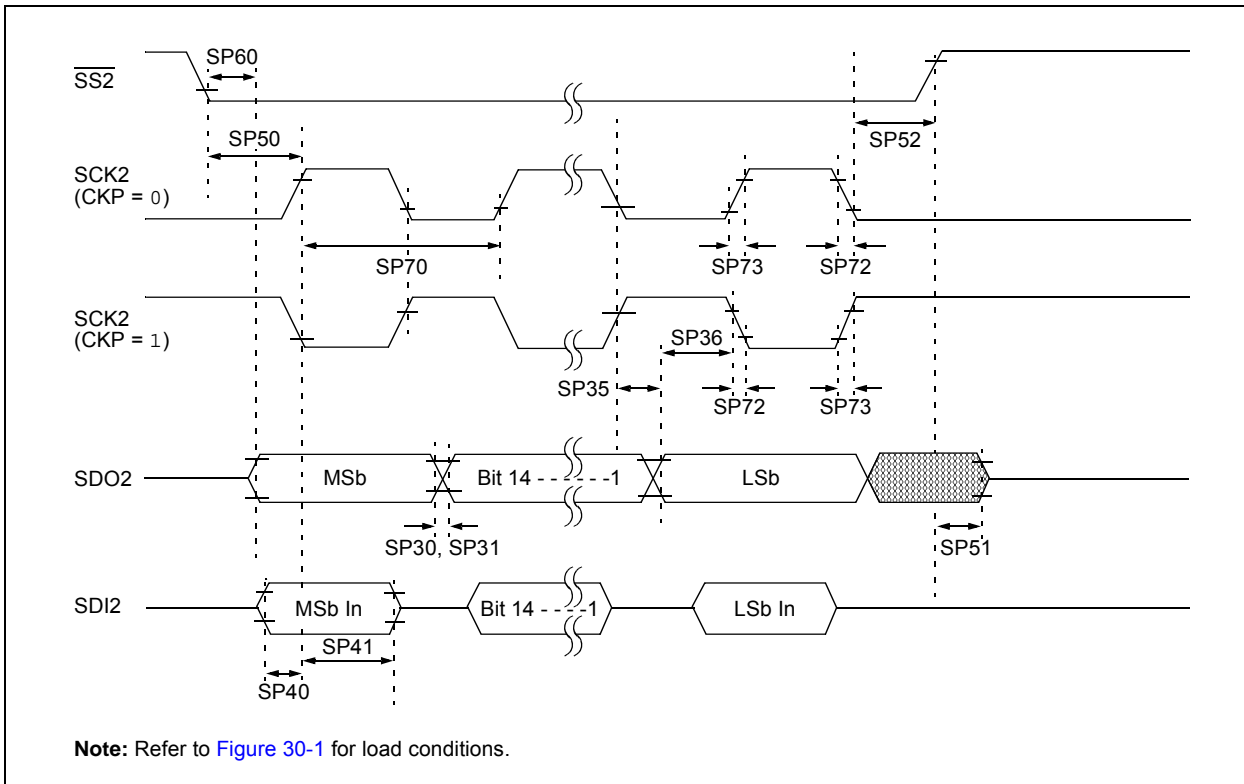 SP60
SS2
SP50
SP52
SCK2
(CKP = 0)
SP70
SP73
SP72
SCK2
(CKP = 1)
SP36
SP35
SP72
SP73
SDO2
MSb
Bit 14 - - - - - -1
LSb
SP30, SP31
SP51
SDI2
MSb In
Bit 14 - - - -1
LSb In
SP41
SP40
Note: Refer to Figure 30-1 for load conditions.